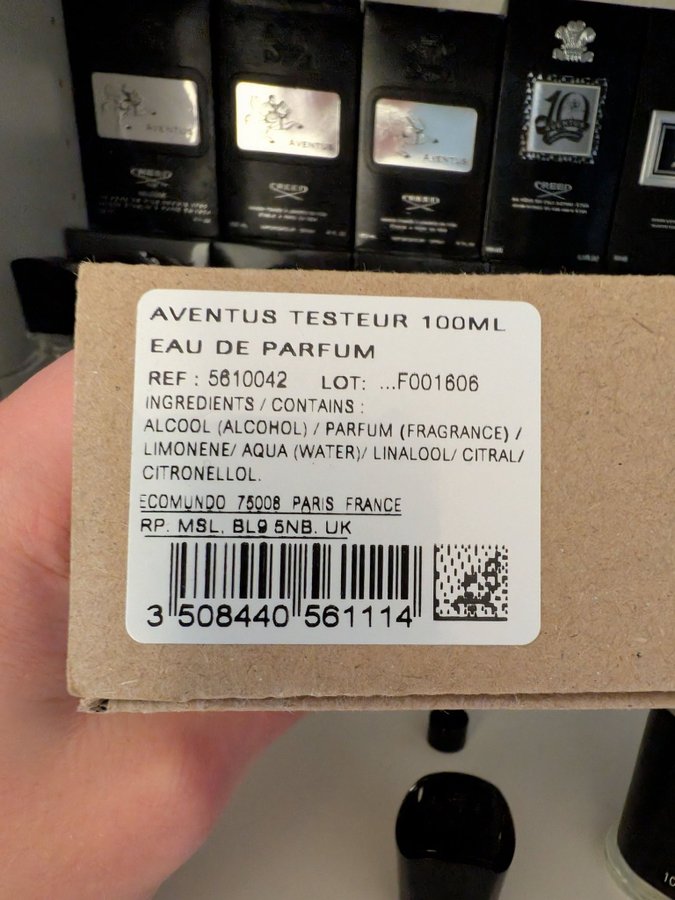 AVENTUS
AVENTUS
AVENTUS
10
AVENTUS
CREED
CREED
CREED
CREED
AVENTUS TESTEUR 100ML
EAU DE PARFUM
REF : 5610042 LOT: ...F001606
INGREDIENTS / CONTAINS :
ALCOOL (ALCOHOL) / PARFUM (FRAGRANCE) /
LIMONENE/ AQUA (WATER)/ LINALOOL/ CITRAL/
CITRONELLOL.
ECOMUNDO 75008 PARIS FRANCE
RP. MSL, BL9 5NB. UK
3 508440 561114